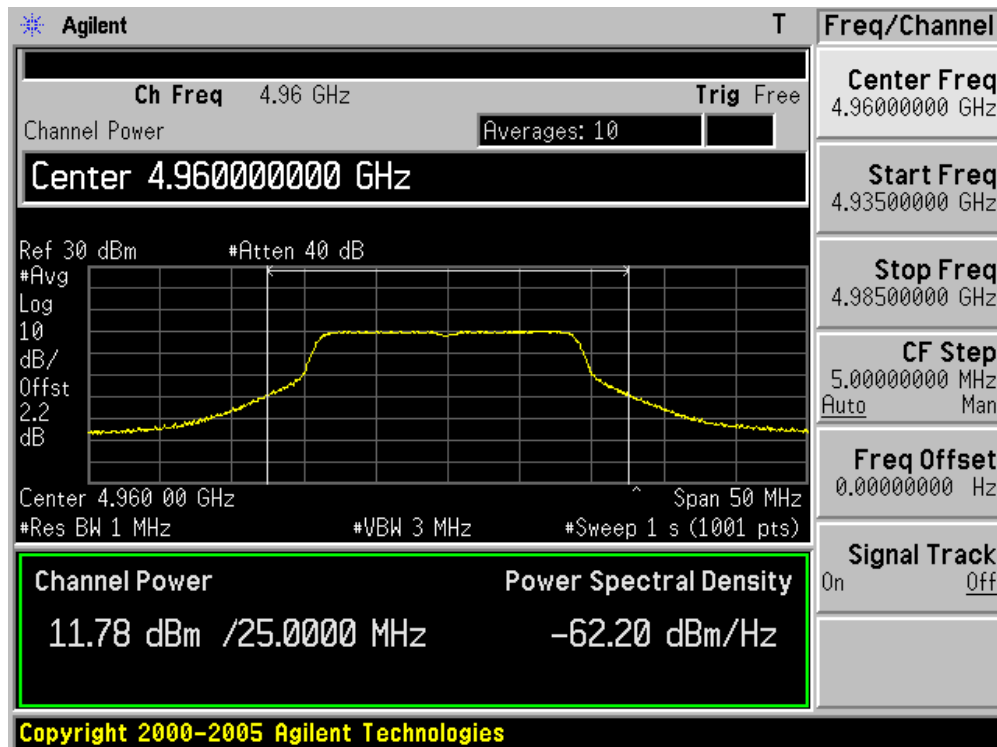 Agilent T Freq/Channel
Ch Freq 4.96 GHz Trig Free
Channel Power Averages: 10
Center 4.960000000 GHz
Ref 30 dBm #Atten 40 dB
#Avg
Log
10
dB/
Offst
2.2
dB
Center 4.960 00 GHz Span 50 MHz
#Res BW 1 MHz #VBW 3 MHz #Sweep 1 s (1001 pts)
Channel Power Power Spectral Density
11.78 dBm /25.0000 MHz -62.20 dBm/Hz
Copyright 2000-2005 Agilent Technologies
Center Freq
4.96000000 GHz
Start Freq
4.93500000 GHz
Stop Freq
4.98500000 GHz
CF Step
5.00000000 MHz
Auto Man
Freq Offset
0.00000000 Hz
Signal Track
On Off